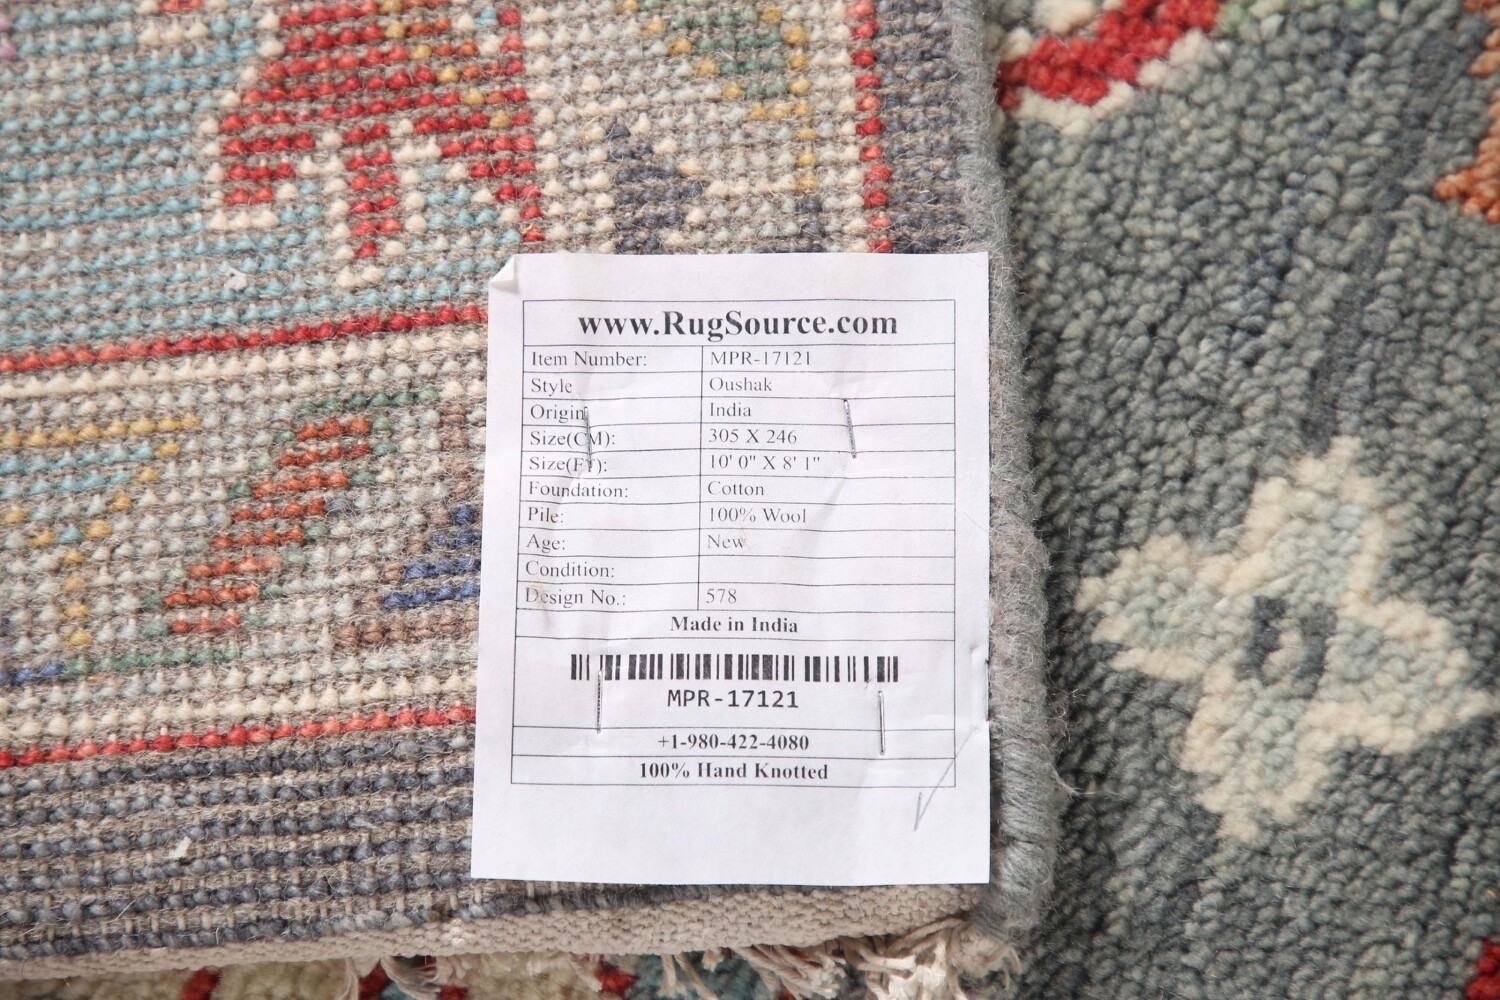 www.RugSource.com
Item Number: MPR-17121
Style Oushak
Origin India
Size(CM): 305 X 246
Size(FT): 10' 0" X 8' 1"
Foundation: Cotton
Pile: 100% Wool
Age: New
Condition:
Design No.: 578
Made in India
MPR-17121
+1-980-422-4080
100% Hand Knotted